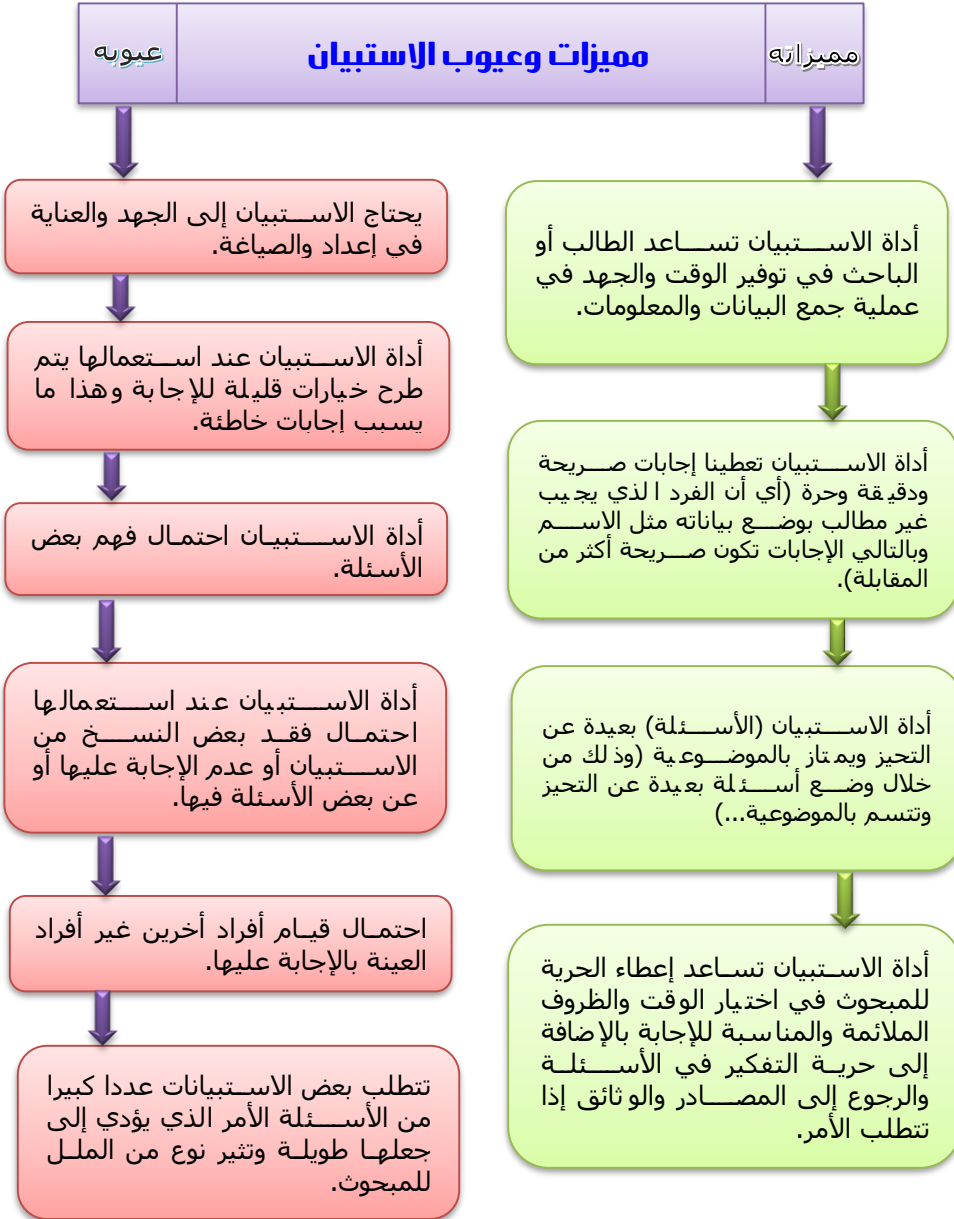 مميزاته
مميزات وعيوب الاستبيان
عيوبه
أداة الاستبيان تساعد الطالب أو
الباحث في توفير الوقت والجهد في
عملية جمع البيانات والمعلومات.
أداة الاستبيان تعطينا إجابات صريحة
ودقيقة وحرة (أي أن الفرد الذي يجيب
غير مطالب بوضع بياناته مثل الاسم
وبالتالي الإجابات تكون صريحة أكثر من
المقابلة).
أداة الاستبيان (الأسئلة) بعيدة عن
التحيز ويمتاز بالموضوعية (وذلك من
خلال وضع أسئلة بعيدة عن التحيز
وتتسم بالموضوعية...)
أداة الاستبيان تساعد إعطاء الحرية
للمبحوث في اختيار الوقت والظروف
الملائمة والمناسبة للإجابة بالإضافة
إلى حرية التفكير في الأسئلة
والرجوع إلى المصادر والوثائق إذا
تتطلب الأمر.
يحتاج الاستبيان إلى الجهد والعناية
في إعداد والصياغة.
أداة الاستبيان عند استعمالها يتم
طرح خيارات قليلة للإجابة وهذا ما
يسبب إجابات خاطئة.
أداة الاستبيان احتمال فهم بعض
الأسئلة.
أداة الاستبيان عند استعمالها
احتمال فقد بعض النسخ من
الاستبيان أو عدم الإجابة عليها أو
عن بعض الأسئلة فيها.
احتمال قيام أفراد أخرين غير أفراد
العينة بالإجابة عليها.
تتطلب بعض الاستبيانات عددا كبيرا
من الأسئلة الأمر الذي يؤدي إلى
جعلها طويلة وتثير نوع من الملل
للمبحوث.